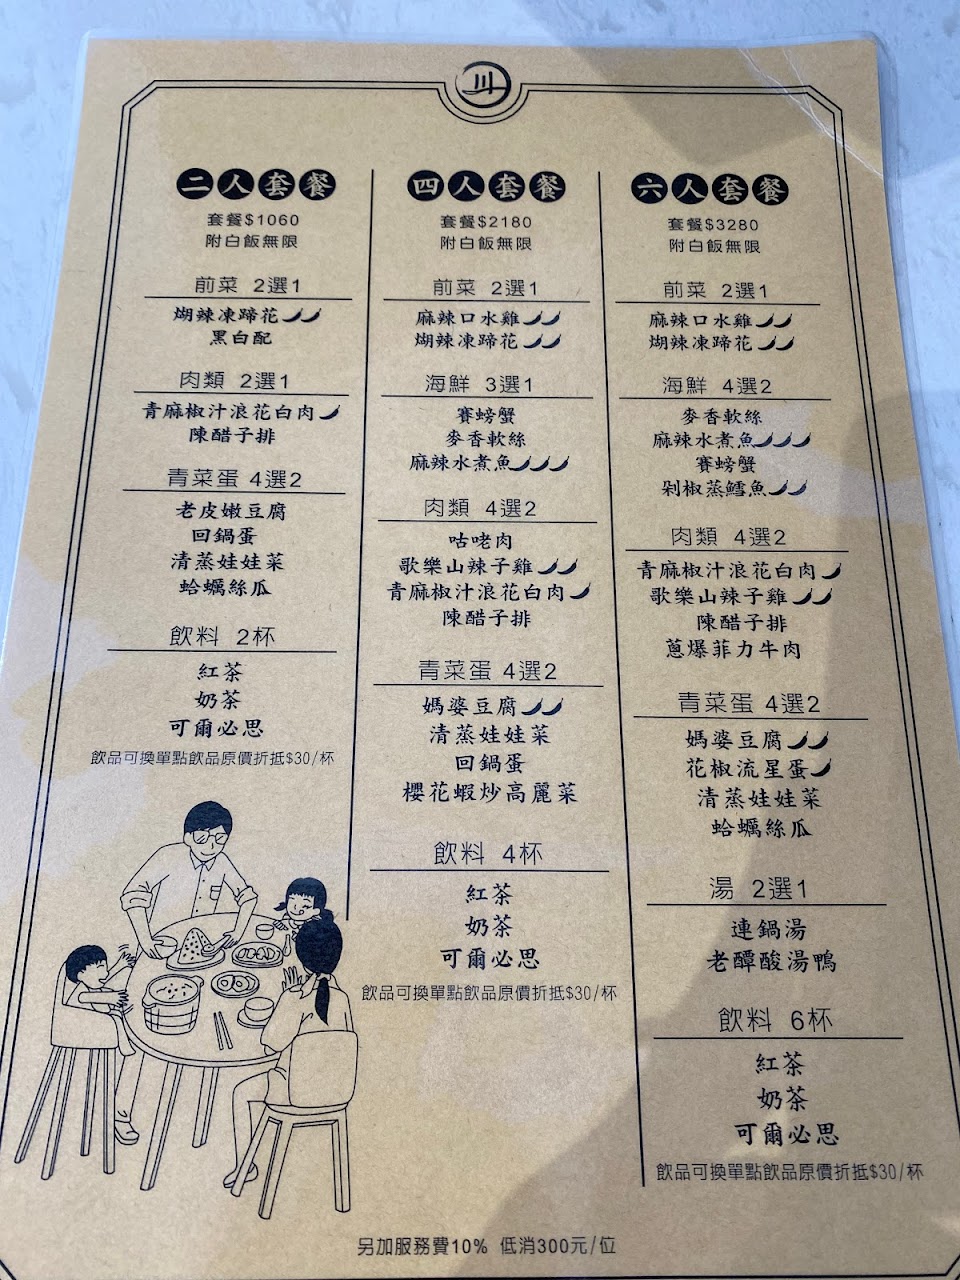 川
二人套餐
套餐$1060
附白飯無限
前菜 2選1
煳辣凍蹄花
黑白配
肉類 2選1
青麻椒汁浪花白肉
陳醋子排
青菜蛋 4選2
老皮嫩豆腐
回鍋蛋
清蒸娃娃菜
蛤蠣絲瓜
飲料 2杯
紅茶
奶茶
可爾必思
飲品可換單點飲品原價折抵$30/杯
四人套餐
套餐$2180
附白飯無限
前菜 2選1
麻辣口水雞
煳辣凍蹄花
海鮮 3選1
賽螃蟹
麥香軟絲
麻辣水煮魚
肉類 4選2
咕咾肉
歌樂山辣子雞
青麻椒汁浪花白肉
陳醋子排
青菜蛋 4選2
媽婆豆腐
清蒸娃娃菜
回鍋蛋
櫻花蝦炒高麗菜
飲料 4杯
紅茶
奶茶
可爾必思
飲品可換單點飲品原價折抵$30/杯
六人套餐
套餐$3280
附白飯無限
前菜 2選1
麻辣口水雞
煳辣凍蹄花
海鮮 4選2
麥香軟絲
麻辣水煮魚
賽螃蟹
剁椒蒸鱈魚
肉類 4選2
青麻椒汁浪花白肉
歌樂山辣子雞
陳醋子排
蔥爆菲力牛肉
青菜蛋 4選2
媽婆豆腐
花椒流星蛋
清蒸娃娃菜
蛤蠣絲瓜
湯 2選1
連鍋湯
老醰酸湯鴨
飲料 6杯
紅茶
奶茶
可爾必思
飲品可換單點飲品原價折抵$30/杯
另加服務費10% 低消300元/位